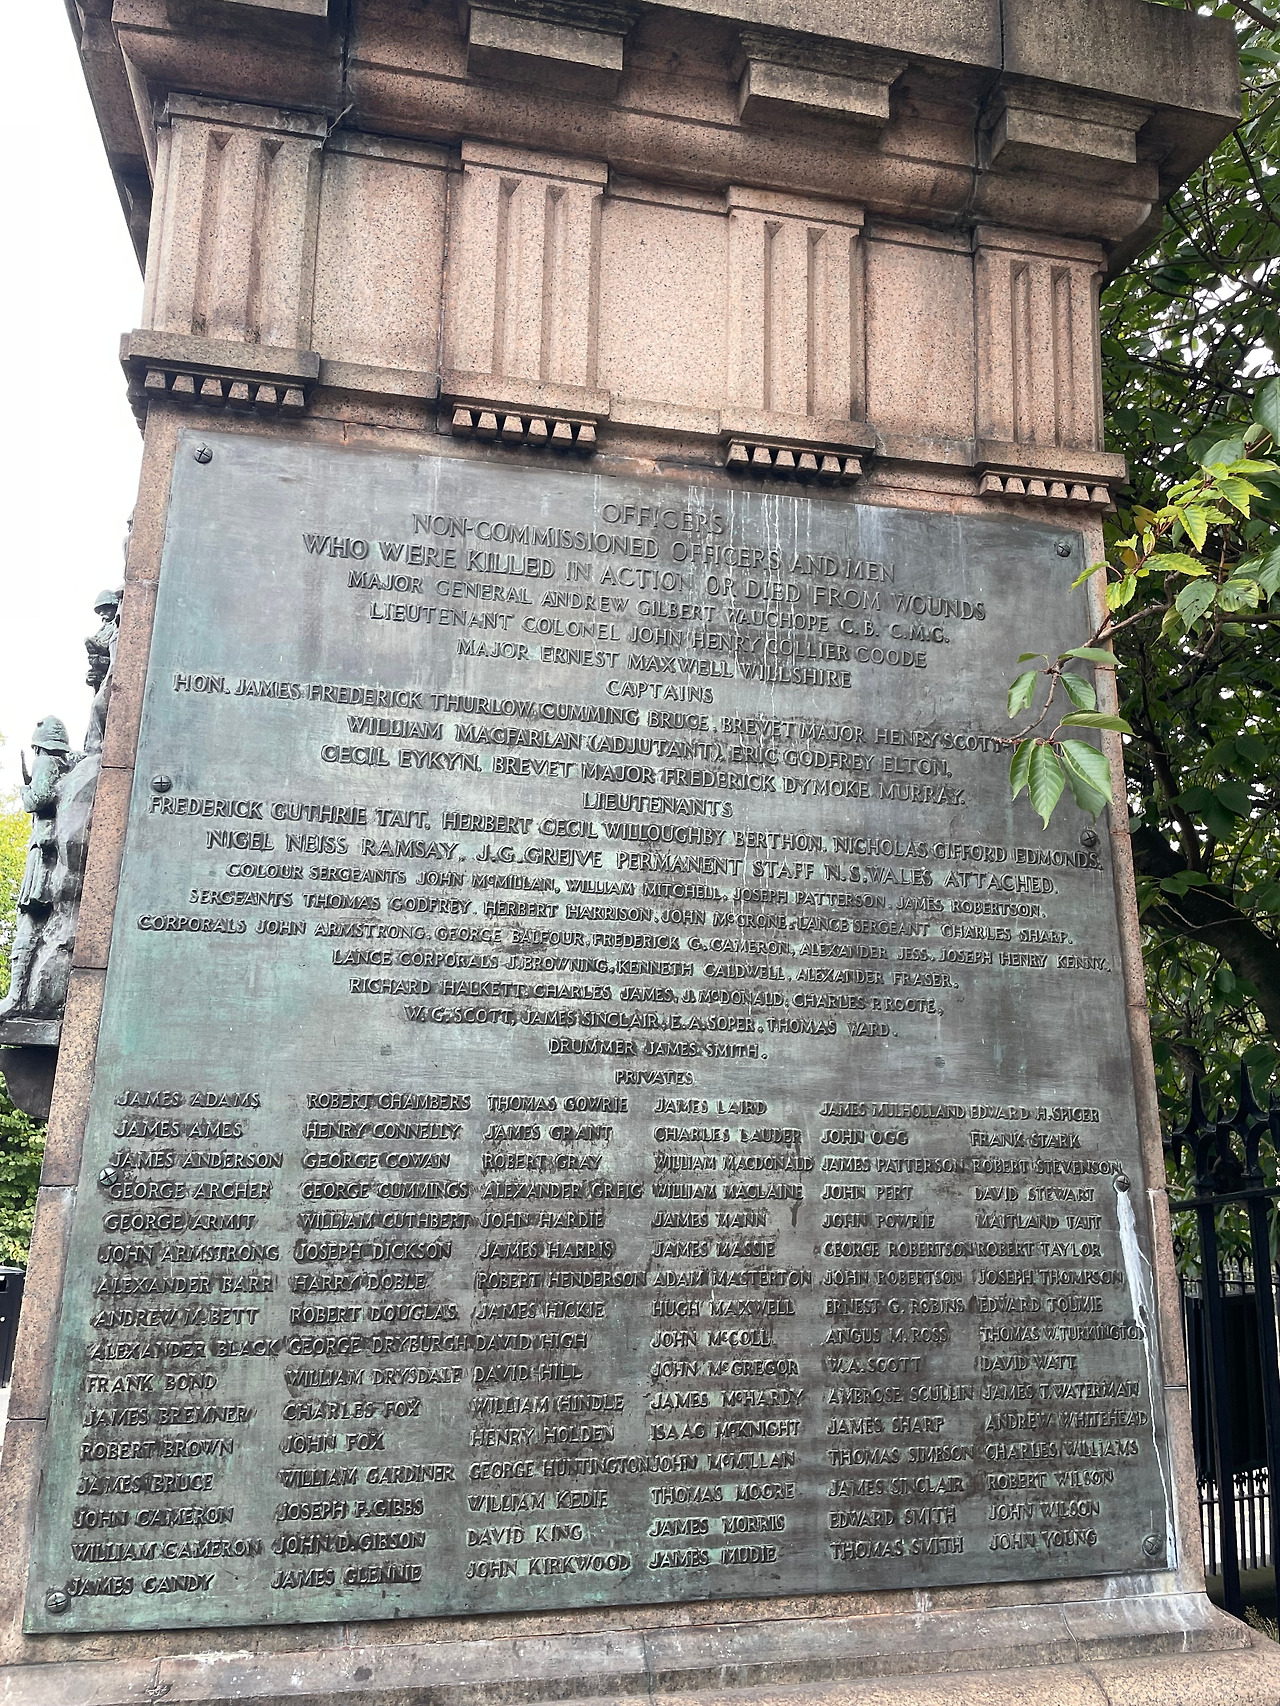 OFFICERS
NON-COMMISSIONED OFFICERS AND MEN
WHO WERE KILLED IN ACTION OR DIED FROM WOUNDS
MAJOR GENERAL ANDREW GILBERT WAUCHOPE C.B. C.M.G.
LIEUTENANT COLONEL JOHN HENRY COLLIER COODE
MAJOR ERNEST MAXWELL WILLSHIRE
CAPTAINS
HON. JAMES FREDERICK THURLOW CUMMING BRUCE, BREVET MAJOR HENRY SCOTT
WILLIAM MACFARLAN (ADJUTANT), ERIC GODFREY ELTON,
CECIL EYKYN, BREVET MAJOR FREDERICK DYMOKE MURRAY.
LIEUTENANTS
FREDERICK GUTHRIE TAIT, HERBERT CECIL WILLOUGHBY BERTHON, NICHOLAS GIFFORD EDMONDS,
NIGEL NEISS RAMSAY, J.G. GREIVE PERMANENT STAFF N.S.WALES ATTACHED.
COLOUR SERGEANTS JOHN McMILLAN, WILLIAM MITCHELL, JOSEPH PATTERSON, JAMES ROBERTSON,
SERGEANTS THOMAS GODFREY, HERBERT HARRISON, JOHN McCRONE, LANCE SERGEANT CHARLES SHARP.
CORPORALS JOHN ARMSTRONG, GEORGE BALFOUR, FREDERICK G. CAMERON, ALEXANDER JESS, JOSEPH HENRY KENNY,
LANCE CORPORALS J. BROWNING, KENNETH CALDWELL, ALEXANDER FRASER,
RICHARD HALKETT, CHARLES JAMES, J. McDONALD, CHARLES P. ROOTE,
W. G. SCOTT, JAMES SINCLAIR, E. A. SOPER, THOMAS WARD.
DRUMMER JAMES SMITH.
PRIVATES
JAMES ADAMS ROBERT CHAMBERS THOMAS GOWRIE JAMES LAIRD JAMES MULHOLLAND EDWARD H. SPICER
JAMES AMES HENRY CONNELLY JAMES GRANT CHARLES LAUDER JOHN OGG FRANK STARK
JAMES ANDERSON GEORGE COWAN ROBERT GRAY WILLIAM MACDONALD JAMES PATTERSON ROBERT STEVENSON
GEORGE ARCHER GEORGE CUMMINGS ALEXANDER GREIG WILLIAM MACLAINE JOHN PERT DAVID STEWART
GEORGE ARMIT WILLIAM CUTHBERT JOHN HARDIE JAMES MANN JOHN POWRIE MAITLAND TAIT
JOHN ARMSTRONG JOSEPH DICKSON JAMES HARRIS JAMES MASSIE GEORGE ROBERTSON ROBERT TAYLOR
ALEXANDER BARR HARRY DOBLE ROBERT HENDERSON ADAM MASTERTON JOHN ROBERTSON JOSEPH THOMPSON
ANDREW M. BETT ROBERT DOUGLAS JAMES HICKIE HUGH MAXWELL ERNEST G. ROBINS EDWARD TOLMIE
ALEXANDER BLACK GEORGE DRYBURGH DAVID HIGH JOHN McCOLL ANGUS M. ROSS THOMAS W. TURKINGTON
FRANK BOND WILLIAM DRYSDALE DAVID HILL JOHN McGREGOR W. A. SCOTT DAVID WATT
JAMES BREMNER CHARLES FOX WILLIAM HINDLE JAMES McHARDY AMBROSE SCULLIN JAMES T. WATERMAN
ROBERT BROWN JOHN FOX HENRY HOLDEN ISAAC McKNIGHT JAMES SHARP ANDREW WHITEHEAD
JAMES BRUCE WILLIAM GARDINER GEORGE HUNTINGTON JOHN McMILLAN THOMAS SIMPSON CHARLES WILLIAMS
JOHN CAMERON JOSEPH F. GIBBS WILLIAM KEDIE THOMAS MOORE JAMES SINCLAIR ROBERT WILSON
WILLIAM CAMERON JOHN D. GIBSON DAVID KING JAMES MORRIS EDWARD SMITH JOHN WILSON
JAMES CANDY JAMES GLENNIE JOHN KIRKWOOD JAMES MUDIE THOMAS SMITH JOHN YOUNG